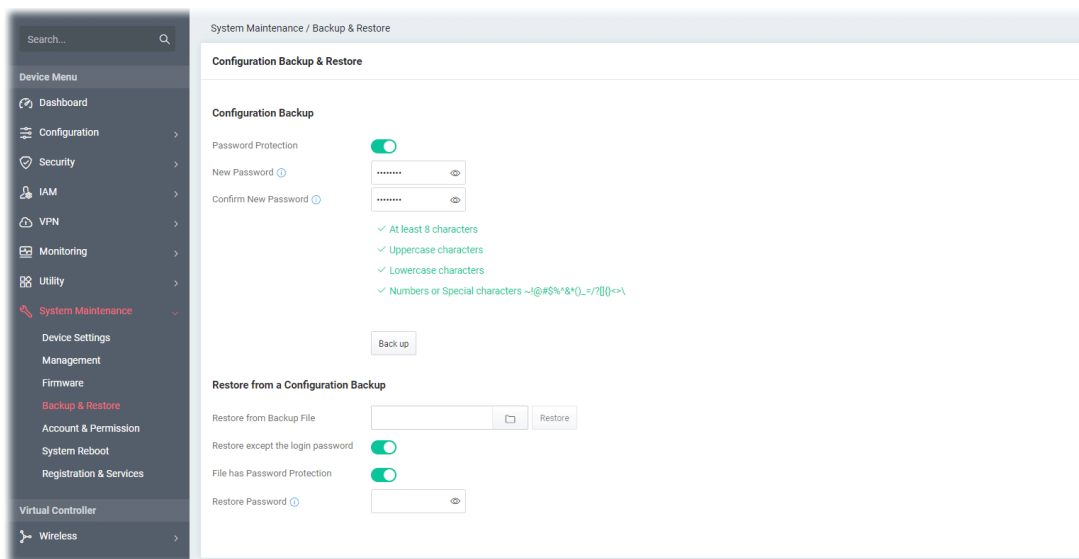 Search...
Device Menu
Dashboard
Configuration
Security
IAM
VPN
Monitoring
Utility
System Maintenance
Device Settings
Management
Firmware
Backup & Restore
Account & Permission
System Reboot
Registration & Services
Virtual Controller
Wireless
System Maintenance / Backup & Restore
Configuration Backup & Restore
Configuration Backup
Password Protection
New Password
Confirm New Password
At least 8 characters
Uppercase characters
Lowercase characters
Numbers or Special characters ~!@#$%^&*()_=/?[]{}<>\
Back up
Restore from a Configuration Backup
Restore from Backup File
Restore
Restore except the login password
File has Password Protection
Restore Password